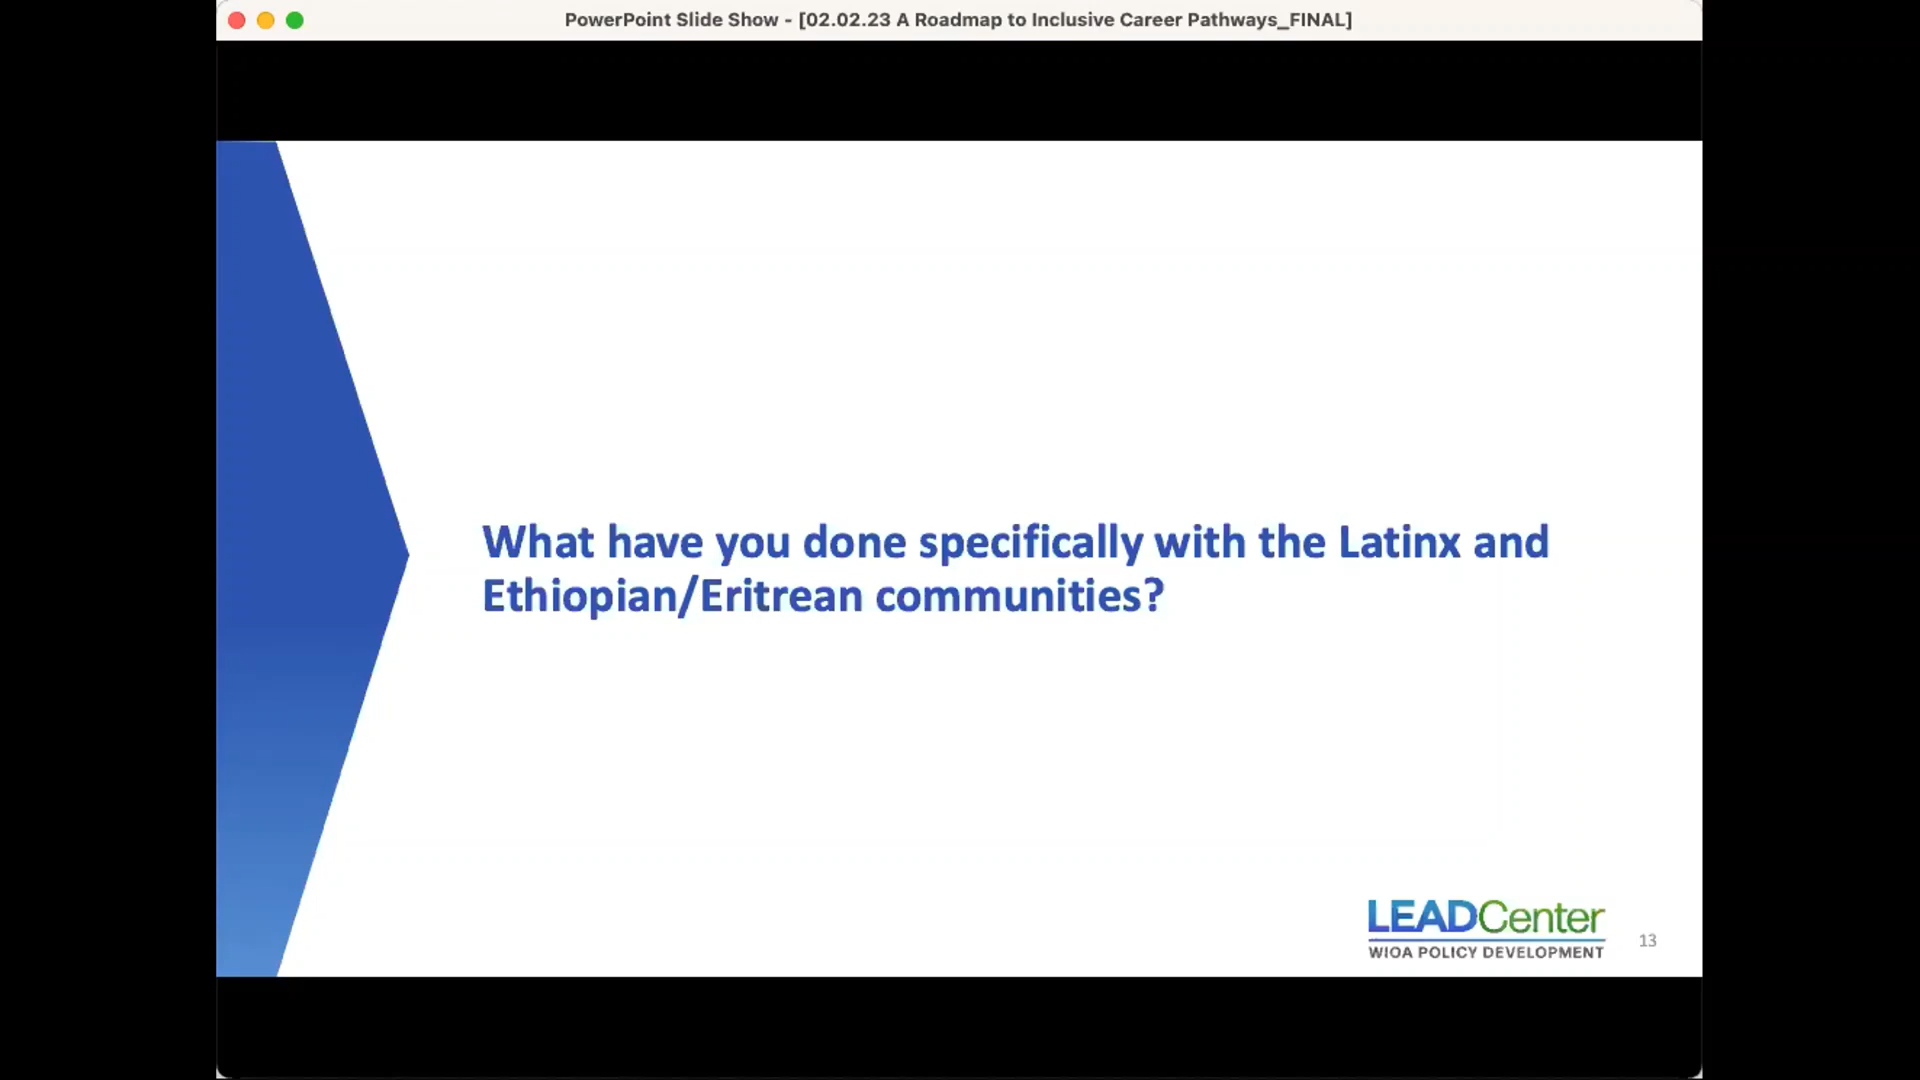 PowerPoint Slide Show - [02.02.23 A Roadmap to Inclusive Career Pathways_FINAL]
What have you done specifically with the Latinx and
Ethiopian/Eritrean communities?
LEADCenter
WIOA POLICY DEVELOPMENT
13